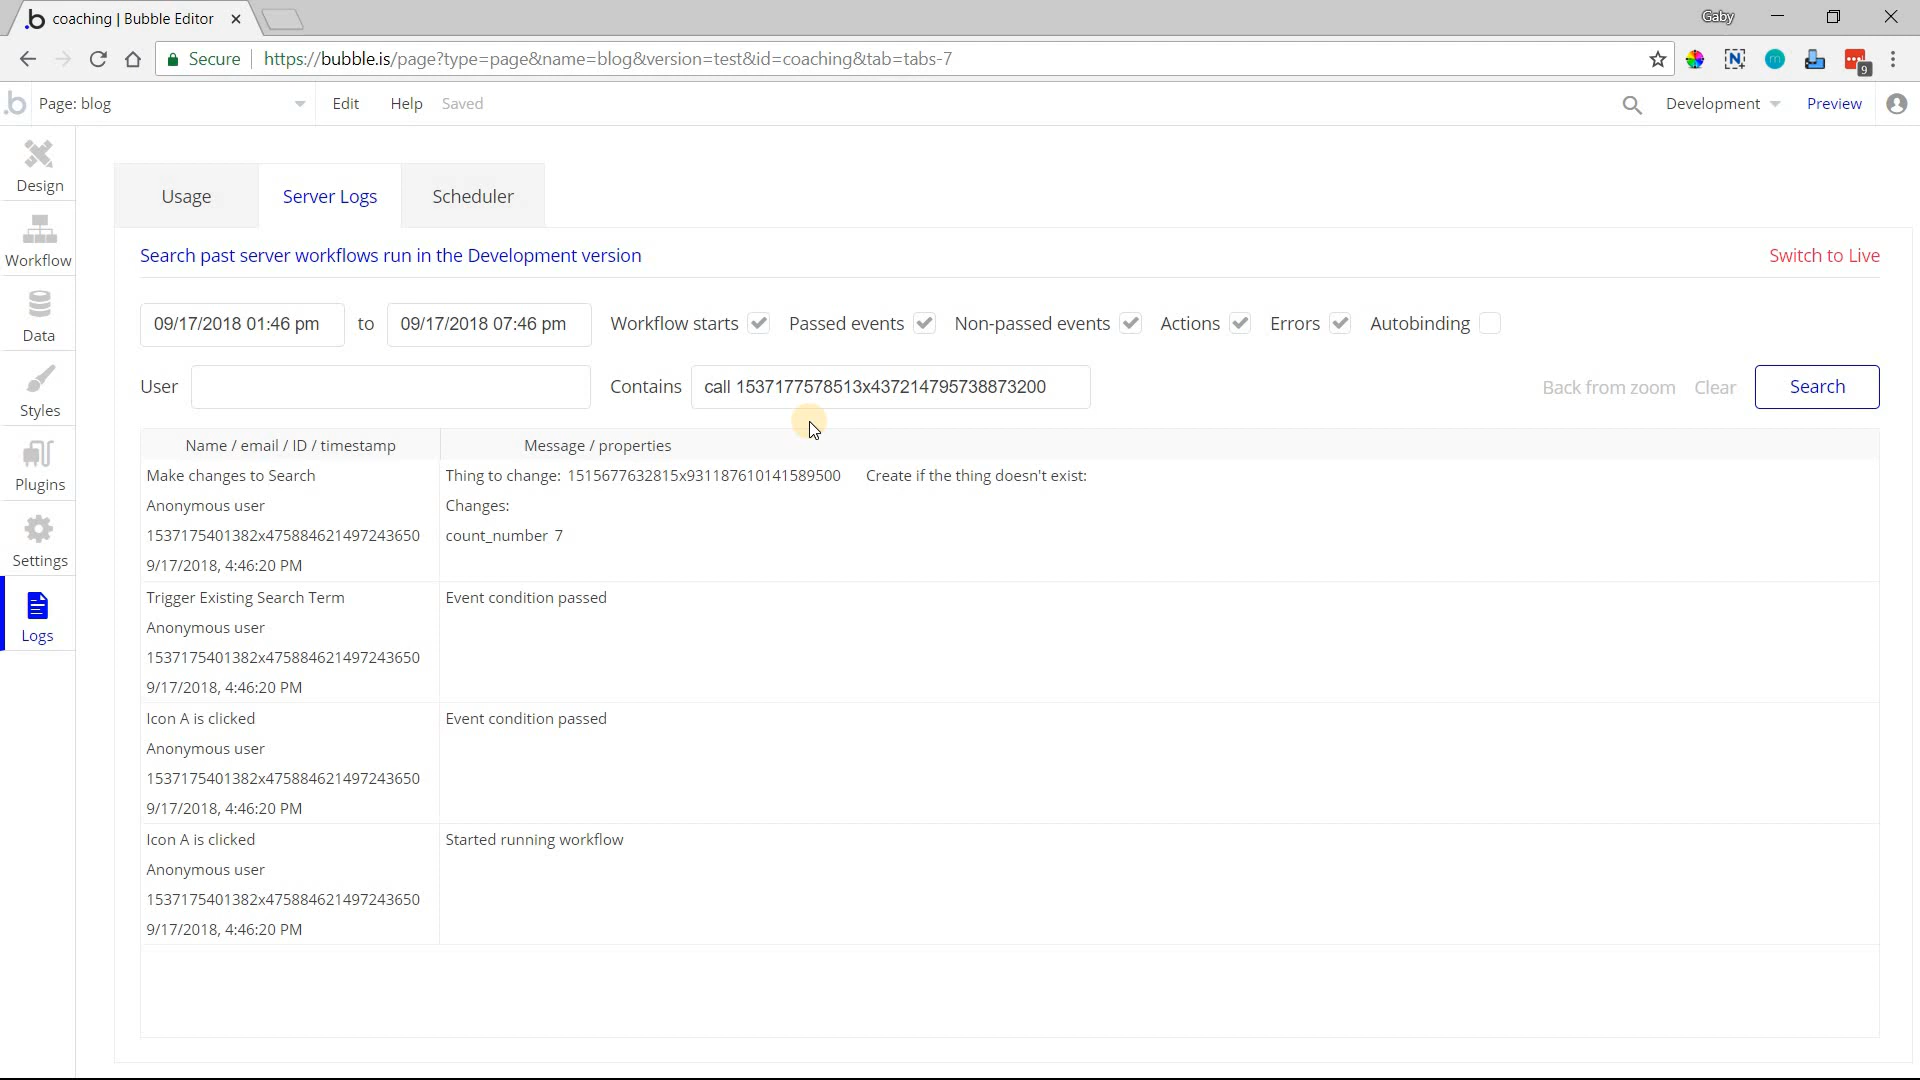 coaching | Bubble Editor
Gaby
Secure https://bubble.is/page?type=page&name=blog&version=test&id=coaching&tab=tabs-7
9
Page: blog Edit Help Saved Development Preview
Design
Workflow
Data
Styles
Plugins
Settings
Logs
Usage Server Logs Scheduler
Search past server workflows run in the Development version Switch to Live
09/17/2018 01:46 pm to 09/17/2018 07:46 pm Workflow starts Passed events Non-passed events Actions Errors Autobinding
User Contains call 1537177578513x437214795738873200 Back from zoom Clear Search
Name / email / ID / timestamp Message / properties
Make changes to Search Thing to change: 1515677632815x931187610141589500 Create if the thing doesn't exist:
Anonymous user Changes:
1537175401382x475884621497243650 count_number 7
9/17/2018, 4:46:20 PM
Trigger Existing Search Term Event condition passed
Anonymous user
1537175401382x475884621497243650
9/17/2018, 4:46:20 PM
Icon A is clicked Event condition passed
Anonymous user
1537175401382x475884621497243650
9/17/2018, 4:46:20 PM
Icon A is clicked Started running workflow
Anonymous user
1537175401382x475884621497243650
9/17/2018, 4:46:20 PM